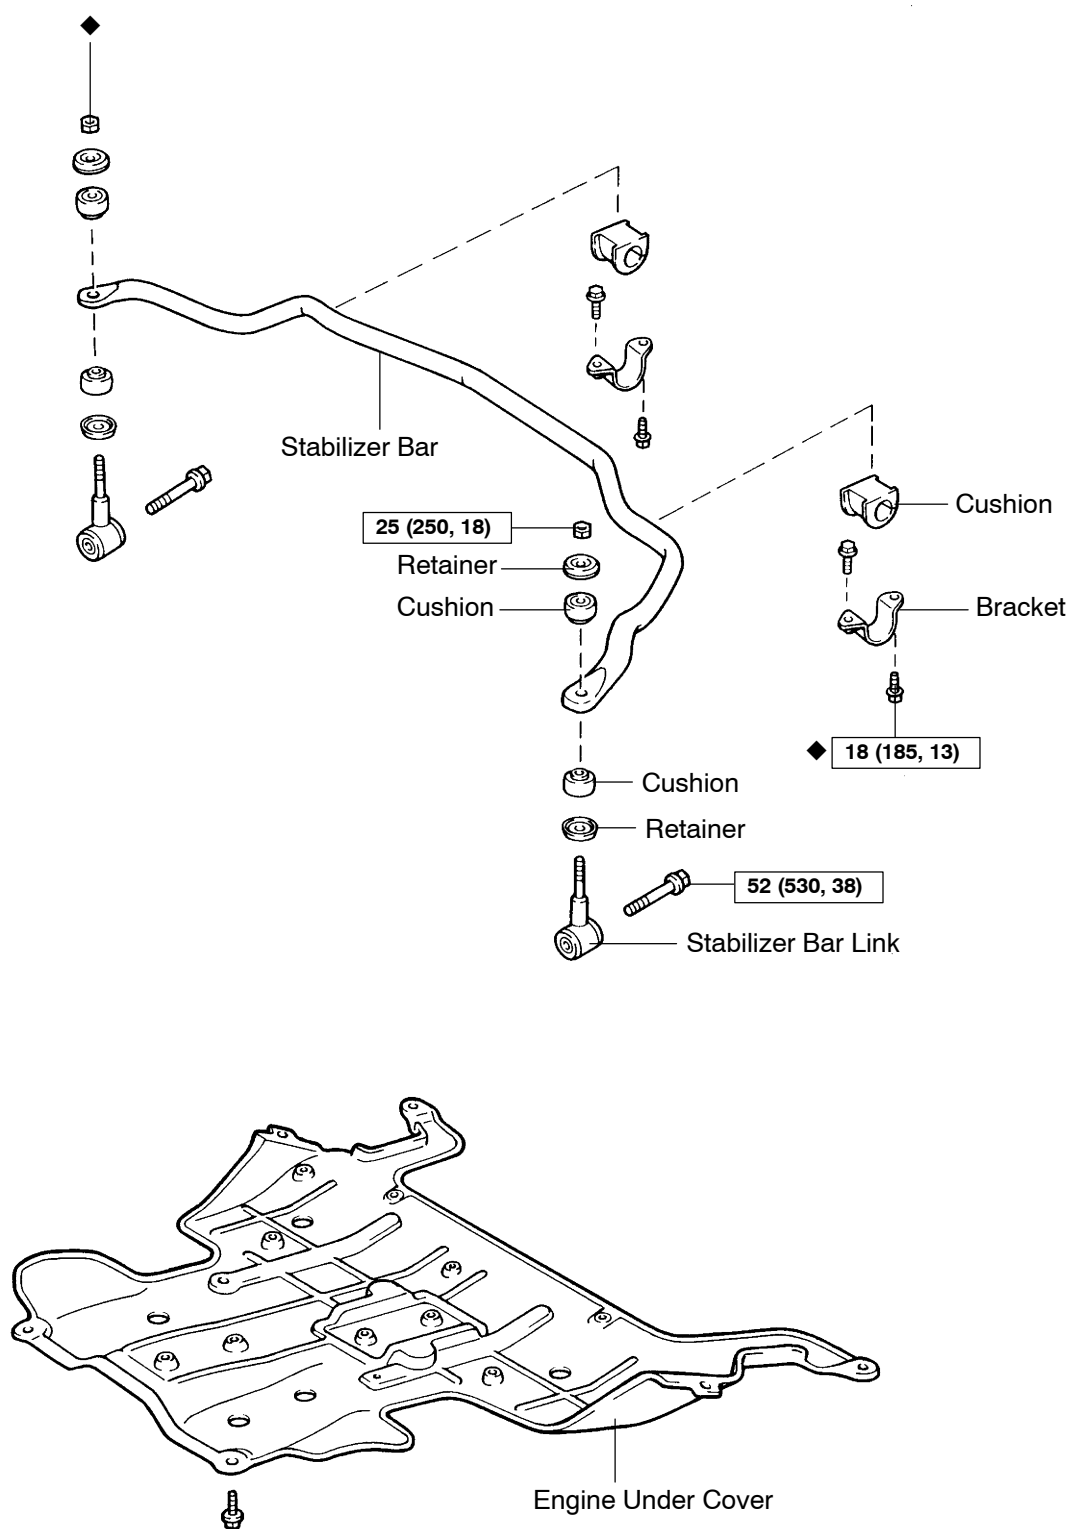 Stabilizer Bar
Cushion
25 (250, 18)
Retainer
Cushion
Bracket
◆ 18 (185, 13)
Cushion
Retainer
52 (530, 38)
Stabilizer Bar Link
Engine Under Cover